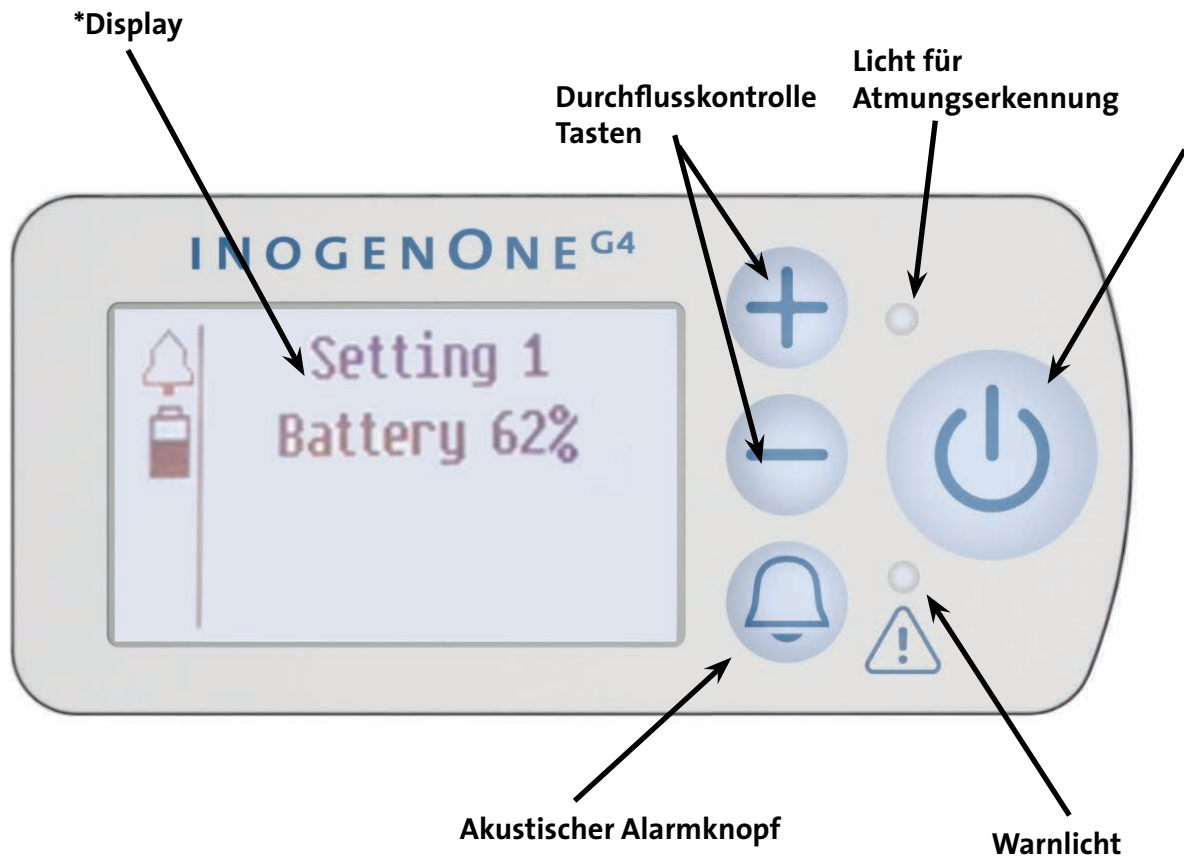 *Display
Licht für
Atmungserkennung
Durchflusskontrolle
Tasten
INOGENONE G4
Setting 1
Battery 62%
Akustischer Alarmknopf
Warnlicht